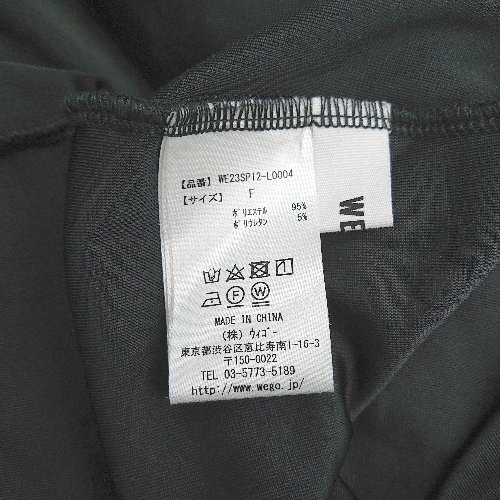 【品番】 WE23SP12-L0004
【サイズ】 F
ポリエステル 95%
ポリウレタン 5%
F W
MADE IN CHINA
(株) ウィゴー
東京都渋谷区恵比寿南1-16-3
〒150-0022
TEL 03-5773-5189
http://www.wego.jp/
WE